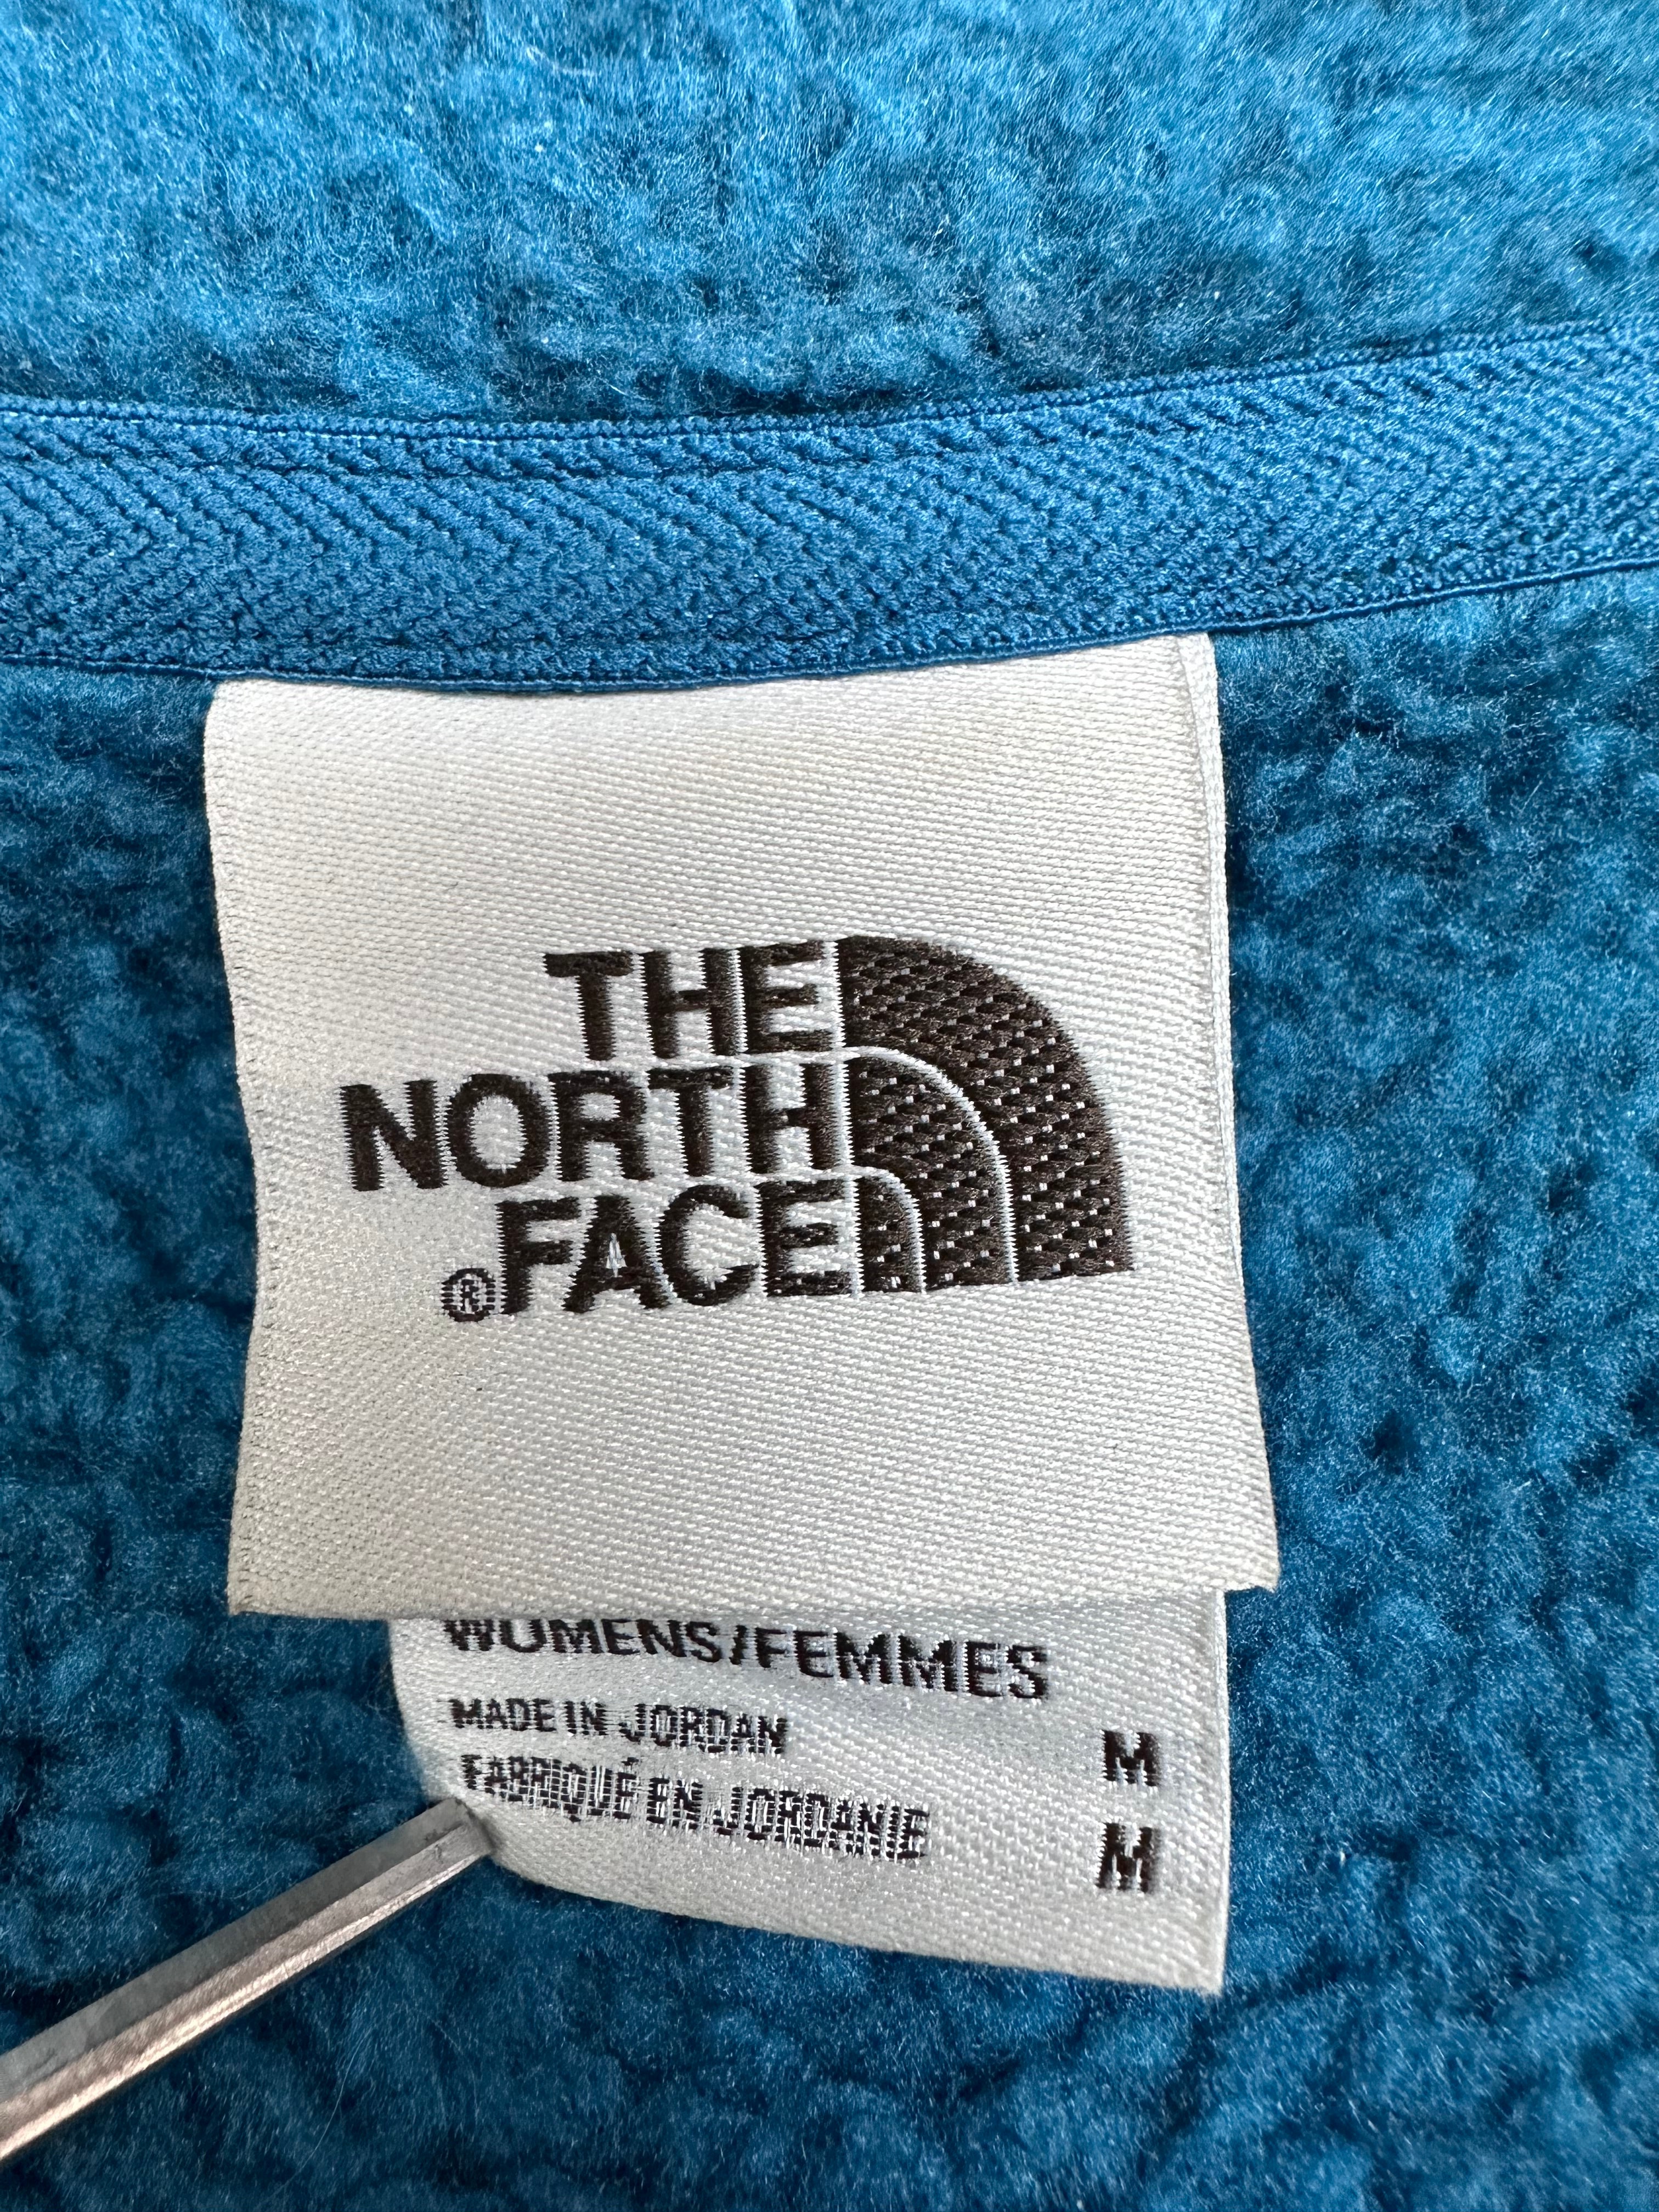 THE
NORTH
®FACE
WOMENS/FEMMES
MADE IN JORDAN M
FABRIQUÉ EN JORDANIE M